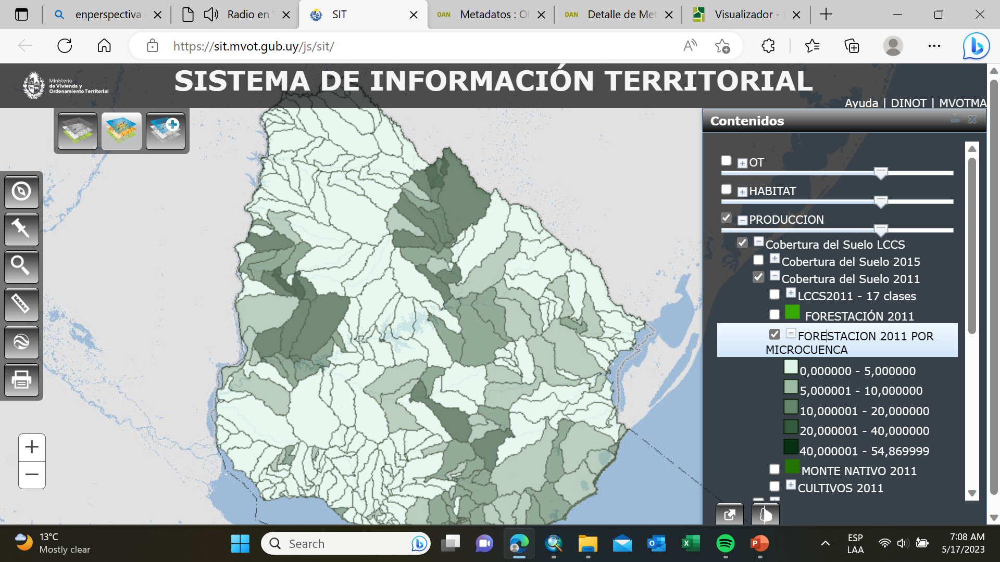 enperspectiva
Radio en
SIT
OAN Metadatos : O
OAN Detalle de Me
Visualizador -
https://sit.mvot.gub.uy/js/sit/
Ministerio
de Vivienda y
Ordenamiento Territorial
SISTEMA DE INFORMACIÓN TERRITORIAL
Ayuda | DINOT | MVOTMA
Contenidos
OT
HABITAT
PRODUCCION
Cobertura del Suelo LCCS
Cobertura del Suelo 2015
Cobertura del Suelo 2011
LCCS2011 - 17 clases
FORESTACIÓN 2011
FORESTACION 2011 POR
MICROCUENCA
0,000000 - 5,000000
5,000001 - 10,000000
10,000001 - 20,000000
20,000001 - 40,000000
40,000001 - 54,869999
MONTE NATIVO 2011
CULTIVOS 2011
13°C
Mostly clear
Search
ESP
LAA
7:08 AM
5/17/2023